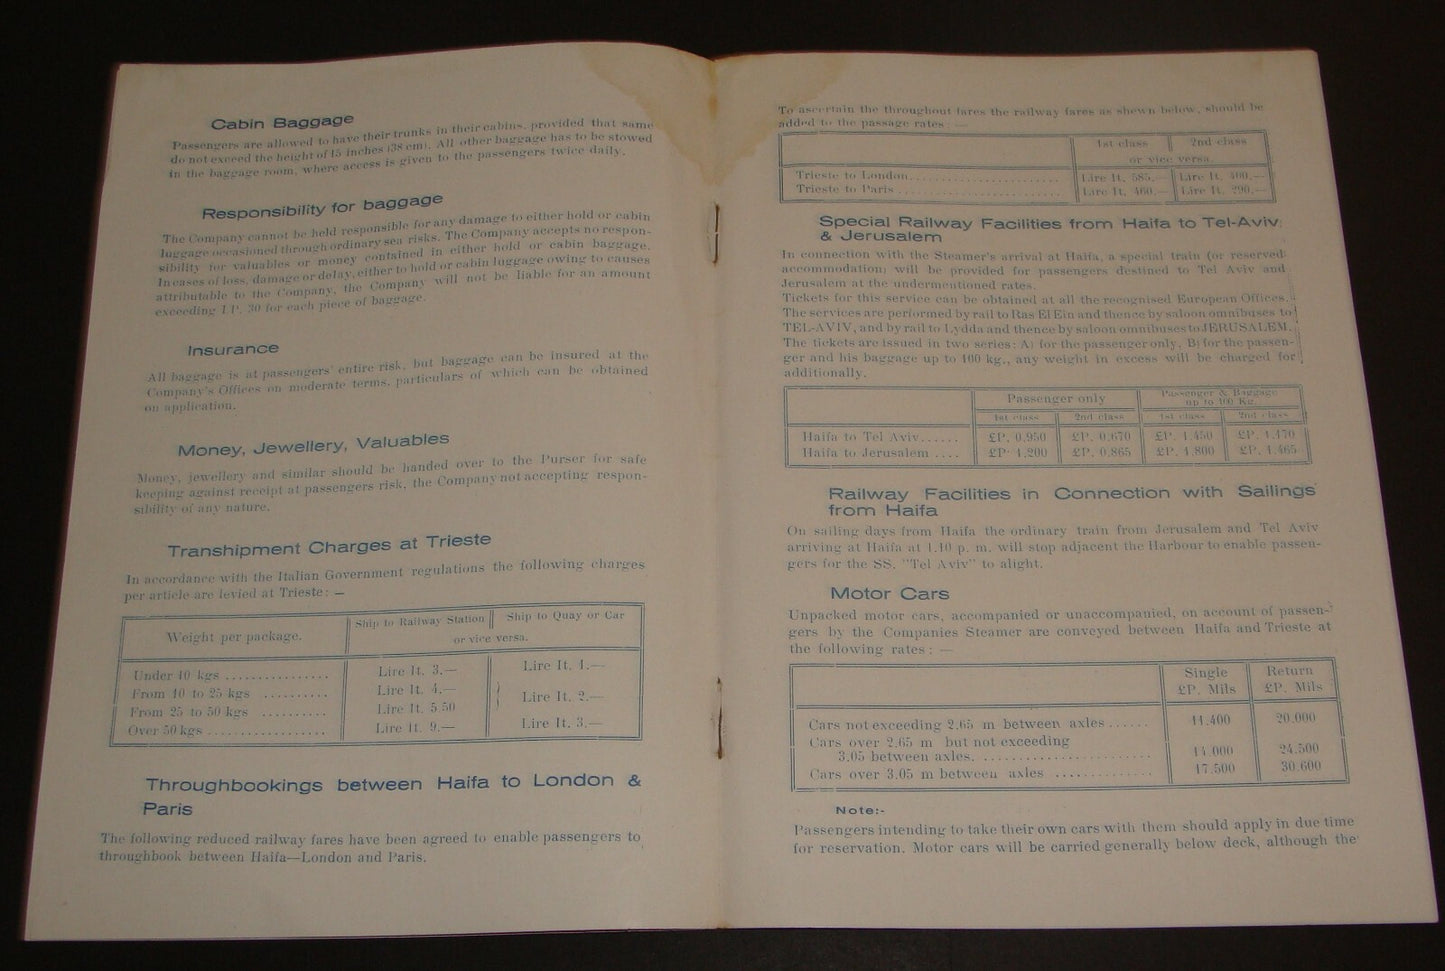 Cabin Baggage
Passengers are allowed to have their trunks in their cabins, provided that same
do not exceed the height of 15 inches (38 cm). All other baggage has to be stowed
in the baggage room, where access is given to the passengers twice daily.
Responsibility for baggage
The Company cannot be held responsible for any damage to either hold or cabin
luggage occasioned through ordinary sea risks. The Company accepts no respon-
sibility for valuables or money contained in either hold or cabin baggage.
In cases of loss, damage or delay, either to hold or cabin luggage owing to causes
attributable to the Company, the Company will not be liable for an amount
exceeding LP. 30 for each piece of baggage.
Insurance
All baggage is at passengers' entire risk, but baggage can be insured at the
Company's Offices on moderate terms, particulars of which can be obtained
on application.
Money, Jewellery, Valuables
Money, jewellery and similar should be handed over to the Purser for safe
keeping against receipt at passengers risk, the Company not accepting respon-
sibility of any nature.
Transhipment Charges at Trieste
In accordance with the Italian Government regulations the following charges
per article are levied at Trieste: —
Weight per package. Ship to Railway Station Ship to Quay or Car
or vice versa.
Under 10 kgs ................ Lire It. 3.— Lire It. 1.—
From 10 to 25 kgs .......... Lire It. 4.— Lire It. 2.—
From 25 to 50 kgs .......... Lire It. 5.50
Over 50 kgs .................. Lire It. 9.— Lire It. 3.—
Throughbookings between Haifa to London &
Paris
The following reduced railway fares have been agreed to enable passengers to
throughbook between Haifa—London and Paris.
To ascertain the throughout fares the railway fares as shewn below, should be
added to the passage rates: —
1st class 2nd class
or vice versa.
Trieste to London........................... Lire It. 585.— Lire It. 400.—
Trieste to Paris ............................. Lire It. 460.— Lire It. 290.—
Special Railway Facilities from Haifa to Tel-Aviv
& Jerusalem
In connection with the Steamer's arrival at Haifa, a special train (or reserved
accommodation) will be provided for passengers destined to Tel Aviv and
Jerusalem at the undermentioned rates.
Tickets for this service can be obtained at all the recognised European Offices.
The services are performed by rail to Ras El Ein and thence by saloon omnibuses to
TEL-AVIV, and by rail to Lydda and thence by saloon omnibuses to JERUSALEM.
The tickets are issued in two series: A) for the passenger only, B) for the passen-
ger and his baggage up to 100 kg., any weight in excess will be charged for
additionally.
Passenger only Passenger & Baggage
up to 100 Kg.
1st class 2nd class 1st class 2nd class
Haifa to Tel Aviv...... £P. 0.950 £P. 0.670 £P. 1.450 £P. 1.170
Haifa to Jerusalem .... £P. 1.200 £P. 0.865 £P. 1.800 £P. 1.465
Railway Facilities in Connection with Sailings
from Haifa
On sailing days from Haifa the ordinary train from Jerusalem and Tel Aviv
arriving at Haifa at 1.10 p. m. will stop adjacent the Harbour to enable passen-
gers for the SS. "Tel Aviv" to alight.
Motor Cars
Unpacked motor cars, accompanied or unaccompanied, on account of passen-
gers by the Companies Steamer are conveyed between Haifa and Trieste at
the following rates: —
Single Return
£P. Mils £P. Mils
Cars not exceeding 2.65 m between axles ...... 11.400 20.000
Cars over 2.65 m but not exceeding
3.05 between axles. ........................ 14.000 24.500
Cars over 3.05 m between axles .............. 17.500 30.600
Note:-
Passengers intending to take their own cars with them should apply in due time
for reservation. Motor cars will be carried generally below deck, although the